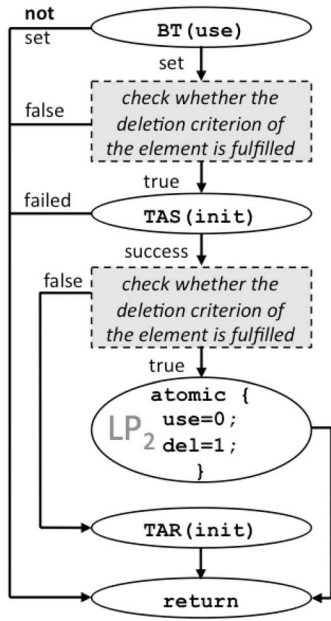 not
set
BT(use)
set
false
check whether the
deletion criterion of
the element is fulfilled
true
failed
TAS(init)
success
false
check whether the
deletion criterion of
the element is fulfilled
true
atomic {
use=0;
LP2
del=1;
}
TAR(init)
return